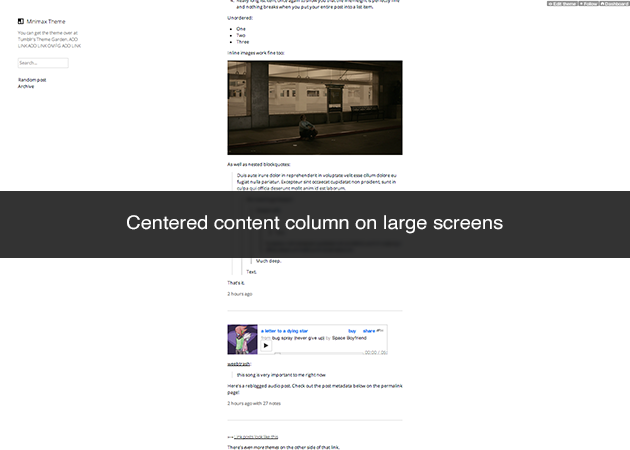 Minimax Theme
You can get the theme over at
Tumblr's Theme Garden. ADD
LINK ADD LINK OMFG ADD LINK
Search...
Random post
Archive
Edit theme
Follow
Dashboard
4. Really long list item once again to ensure you that the lineheight is perfectly fine
and nothing breaks when you put your entire post into a list item.
Unordered:
One
Two
Three
Inline images work fine too:
As well as nested blockquotes:
Duis aute irure dolor in reprehenderit in voluptate velit esse cillum dolore eu
fugiat nulla pariatur. Excepteur sint occaecat cupidatat non proident, sunt in
culpa qui officia deserunt mollit anim id est laborum.
Centered content column on large screens
Much deep.
Text.
That's it.
2 hours ago
a letter to a dying star buy share
from bug spray (never give up) by Space Boyfriend
weebtrash:
this song is very important to me right now
Here's a reblogged audio post. Check out the post metadata below on the permalink
page!
2 hours ago with 27 notes
Link posts look like this
There's even more themes on the other side of that link.